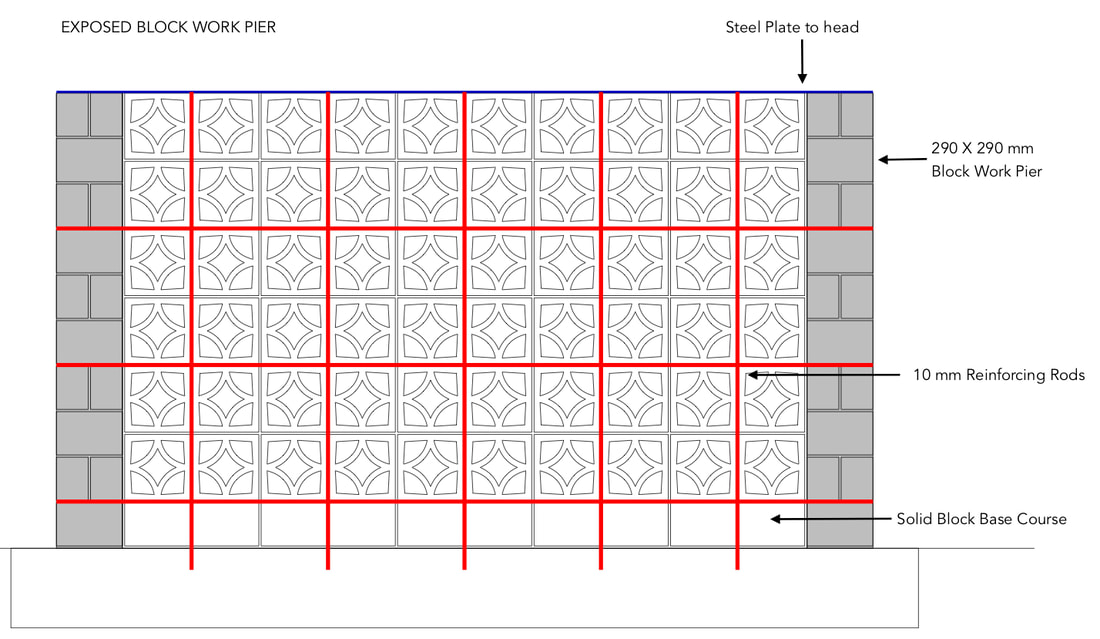 EXPOSED BLOCK WORK PIER
Steel Plate to head
290 X 290 mm
Block Work Pier
10 mm Reinforcing Rods
Solid Block Base Course